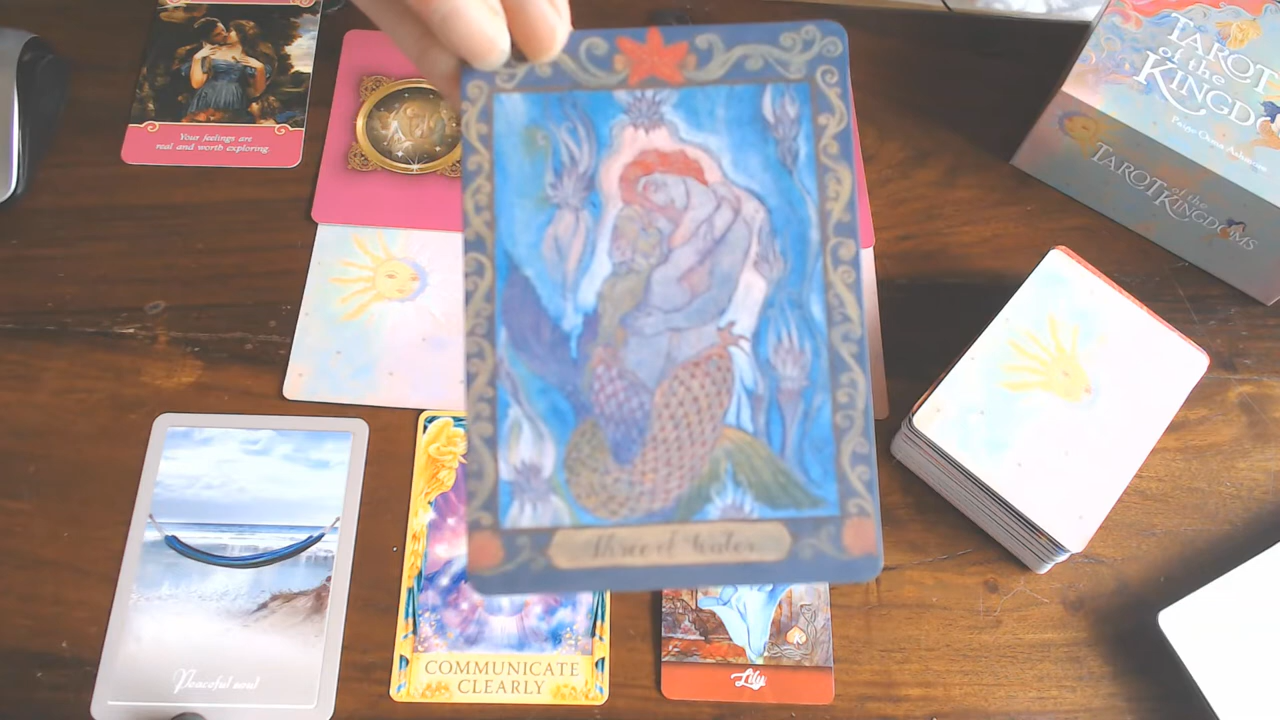 Your feelings are
real and worth exploring.
TAROT
of the
KINGDO
TAROT of the KINGDOMS
Three of Water
Peaceful soul
COMMUNICATE
CLEARLY
Lily